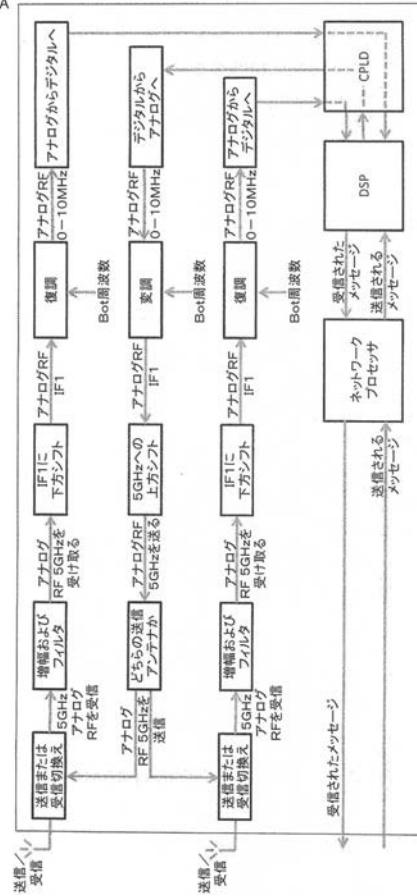 A
送信/
受信
送信または
受信切換え
5GHz
アナログ
RFを受信
増幅および
フィルタ
アナログ
RF 5GHzを
受け取る
IF1に
下方シフト
アナログRF
IF1
復調
Bot周波数
アナログRF
0-10MHz
アナログからデジタルへ
アナログ
RF 5GHzを
送信
どちらの送信
アンテナか
アナログRF
5GHzを送る
5GHzへの
上方シフト
アナログRF
IF1
変調
Bot周波数
アナログRF
0-10MHz
デジタルから
アナログへ
送信/
受信
送信または
受信切換え
5GHz
アナログ
RFを受信
増幅および
フィルタ
アナログ
RF 5GHzを
受け取る
IF1に
下方シフト
アナログRF
IF1
復調
Bot周波数
アナログRF
0-10MHz
アナログから
デジタルへ
受信されたメッセージ
送信される
メッセージ
ネットワーク
プロセッサ
受信された
メッセージ
送信される
メッセージ
DSP
CPLD